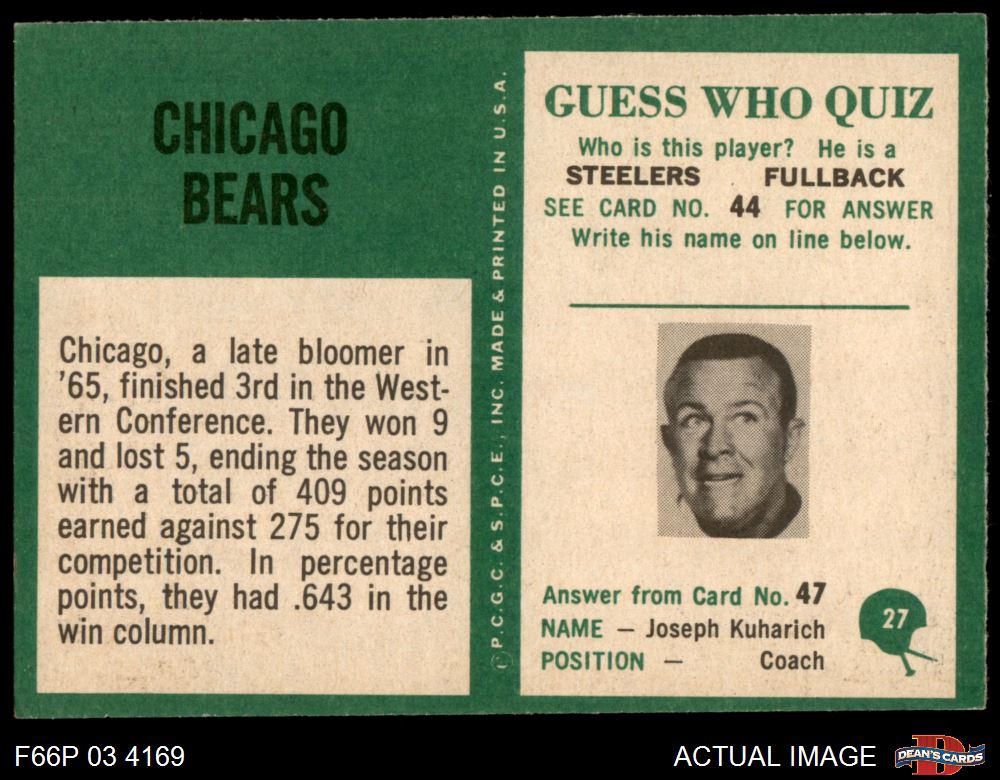 CHICAGO
BEARS
Chicago, a late bloomer in
'65, finished 3rd in the West-
ern Conference. They won 9
and lost 5, ending the season
with a total of 409 points
earned against 275 for their
competition. In percentage
points, they had .643 in the
win column.
©P.C.G.C. & S.P.C.E., INC. MADE & PRINTED IN U.S.A.
GUESS WHO QUIZ
Who is this player? He is a
STEELERS FULLBACK
SEE CARD NO. 44 FOR ANSWER
Write his name on line below.
Answer from Card No. 47
NAME — Joseph Kuharich
POSITION — Coach
27
F66P 03 4169
ACTUAL IMAGE
DEAN'S CARDS